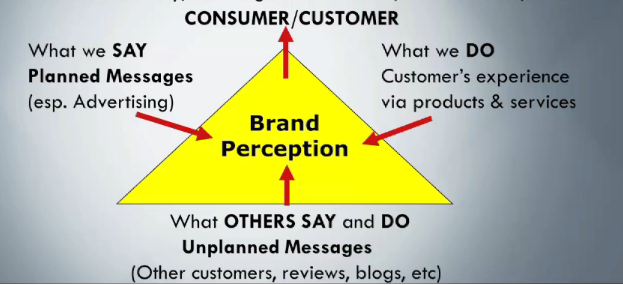 CONSUMER/CUSTOMER
What we SAY
Planned Messages
(esp. Advertising)
What we DO
Customer's experience
via products & services
Brand
Perception
What OTHERS SAY and DO
Unplanned Messages
(Other customers, reviews, blogs, etc)